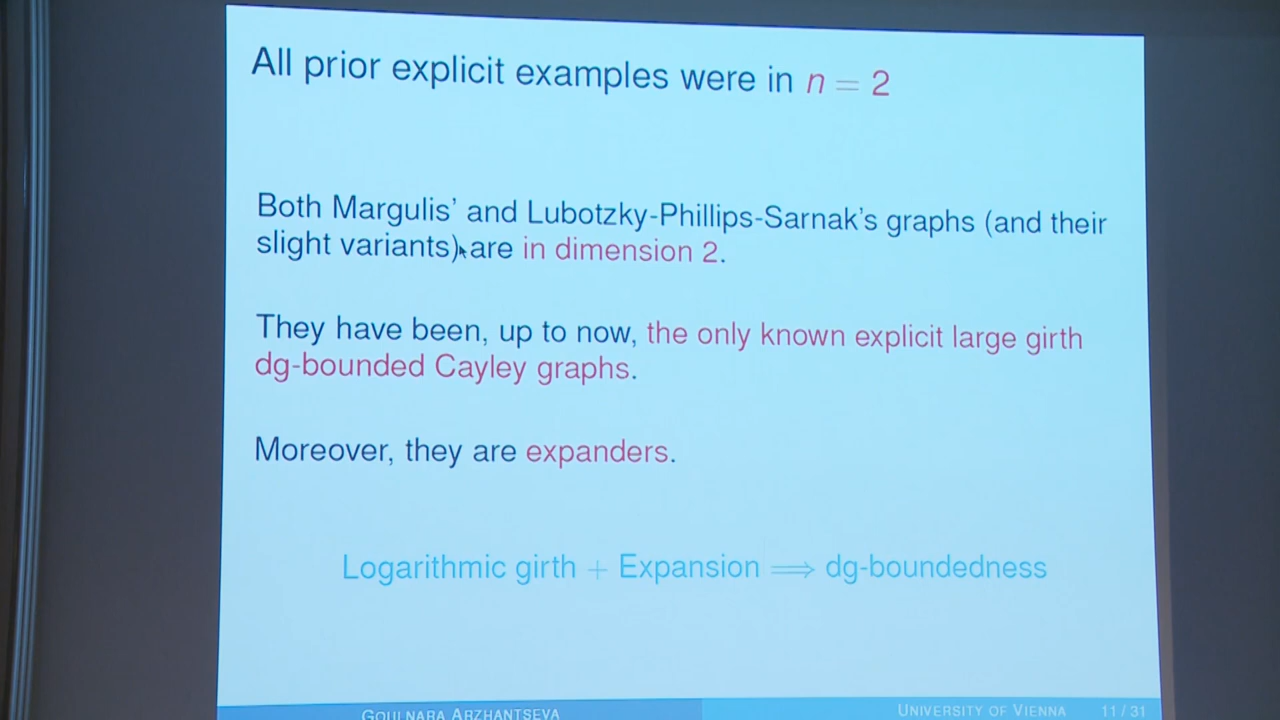 All prior explicit examples were in n = 2
Both Margulis' and Lubotzky-Phillips-Sarnak's graphs (and their
slight variants) are in dimension 2.
They have been, up to now, the only known explicit large girth
dg-bounded Cayley graphs.
Moreover, they are expanders.
Logarithmic girth + Expansion ⟹ dg-boundedness
GOULNARA ARZHANTSEVA
UNIVERSITY OF VIENNA
11 / 31